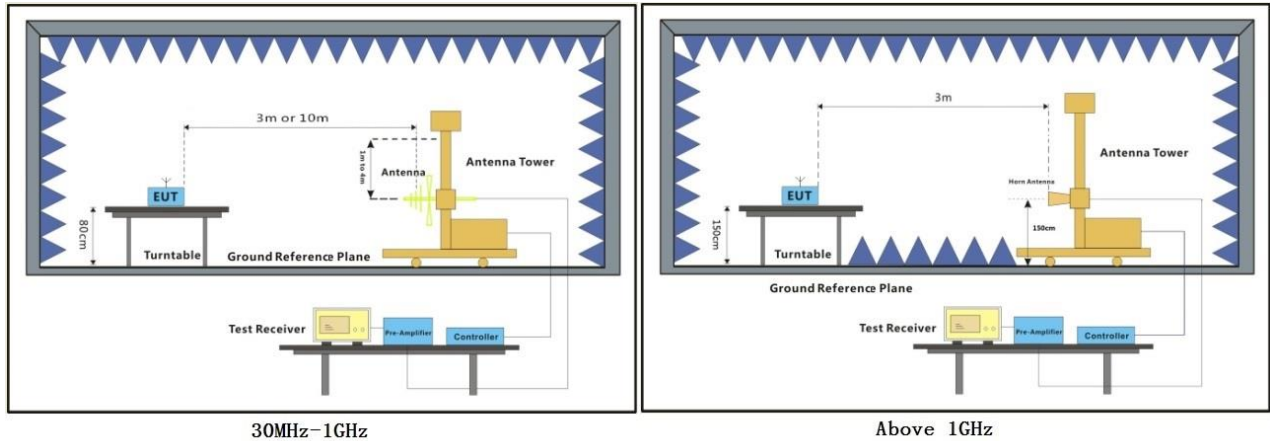 3m or 10m
1m to 4m
Antenna
Antenna Tower
EUT
80cm
Turntable
Ground Reference Plane
Test Receiver
Pre-Amplifier
Controller
30MHz-1GHz
3m
Antenna Tower
Horn Antenna
EUT
150cm
150cm
Turntable
Ground Reference Plane
Test Receiver
Pre-Amplifier
Controller
Above 1GHz